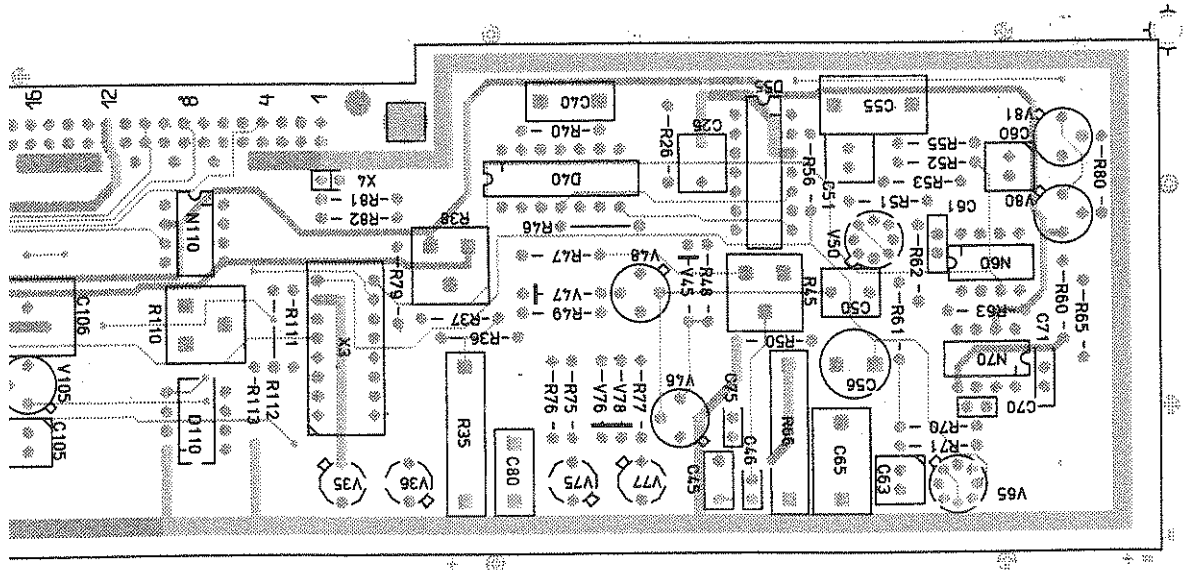 16 12 8 4 1
D55
C40
C55
V81
C60
R40
R26
C25
R55
R52
R80
X4
D40
R56
C51
R53
R81
R82
R38
R51
V80
N110
R46
V50
C61
R47
V48
R62
N60
R79
V45
R48
R45
V47
C50
R60
R65
C106
R110
R111
R37
R49
R61
R63
C71
X3
R36
R50
N70
V105
R112
R113
C56
R76
R75
V76
V78
R77
V46
C75
C70
C105
D110
R35
R66
R70
R71
C80
C46
C65
V35
V36
V75
V77
C45
C63
V65